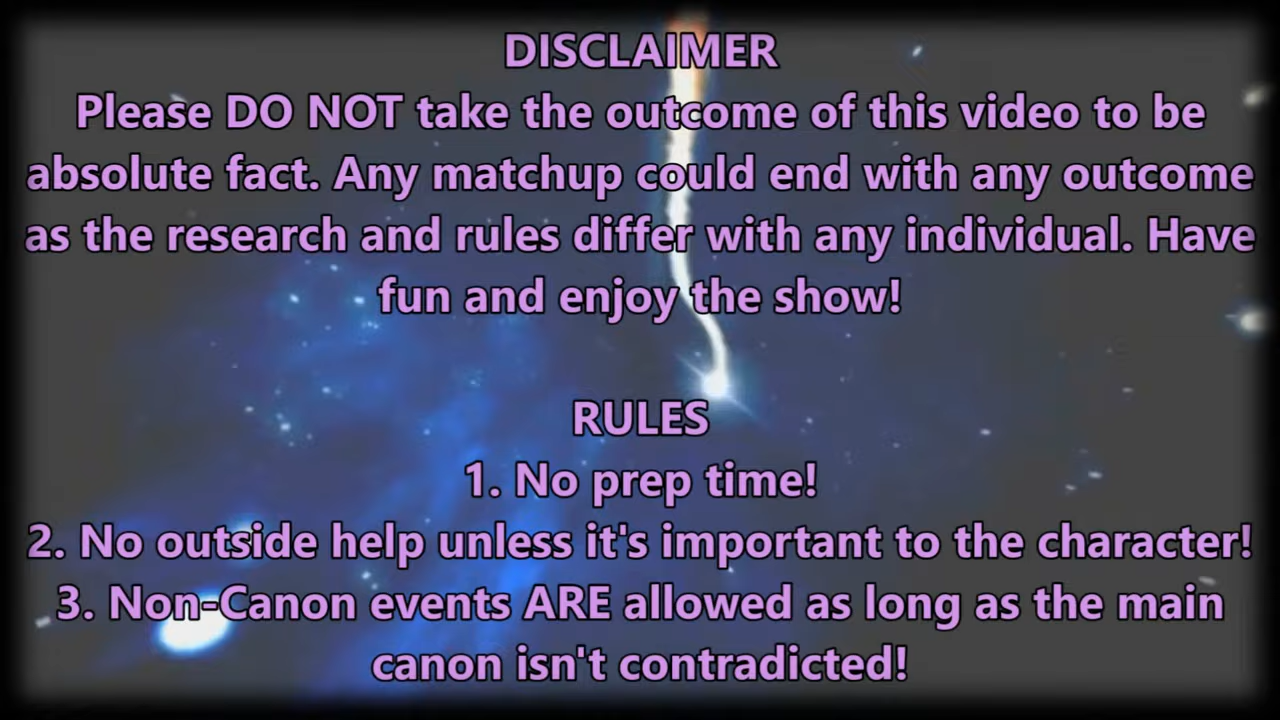 DISCLAIMER
Please DO NOT take the outcome of this video to be
absolute fact. Any matchup could end with any outcome
as the research and rules differ with any individual. Have
fun and enjoy the show!
RULES
1. No prep time!
2. No outside help unless it's important to the character!
3. Non-Canon events ARE allowed as long as the main
canon isn't contradicted!